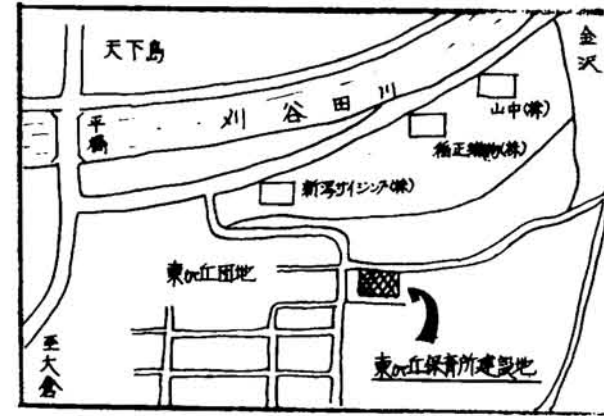 天下島
金沢
刈谷田川
平橋
山中(株)
稲正織物(株)
新潟サイジング(株)
東が丘団地
至大倉
東が丘保育所建設地